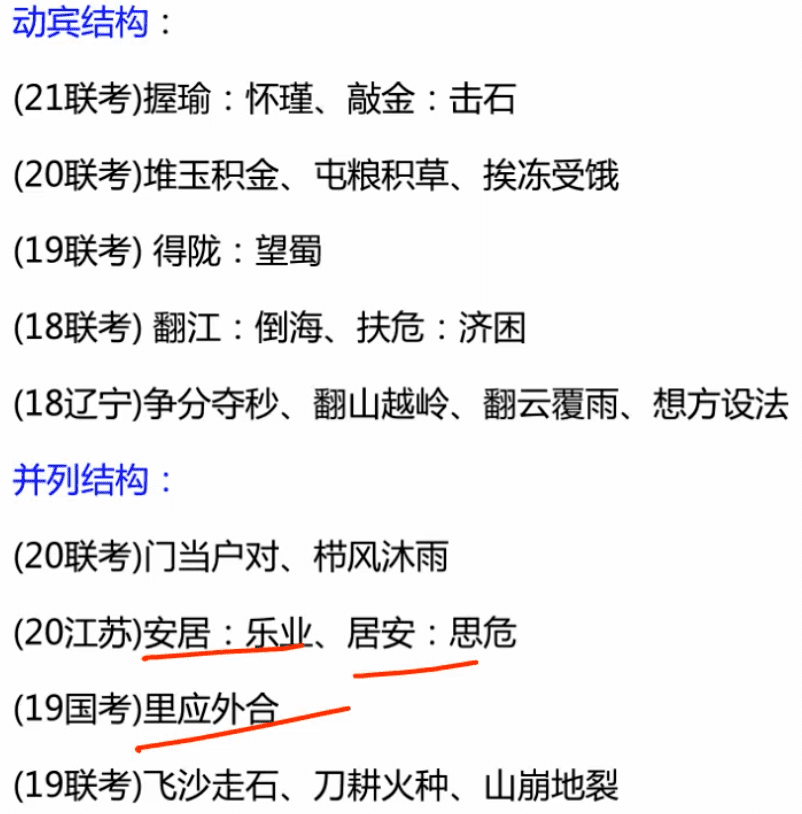 动宾结构：
(21联考)握瑜：怀瑾、敲金：击石
(20联考)堆玉积金、屯粮积草、挨冻受饿
(19联考) 得陇：望蜀
(18联考) 翻江：倒海、扶危：济困
(18辽宁)争分夺秒、翻山越岭、翻云覆雨、想方设法
并列结构：
(20联考)门当户对、栉风沐雨
(20江苏)安居：乐业、居安：思危
(19国考)里应外合
(19联考)飞沙走石、刀耕火种、山崩地裂